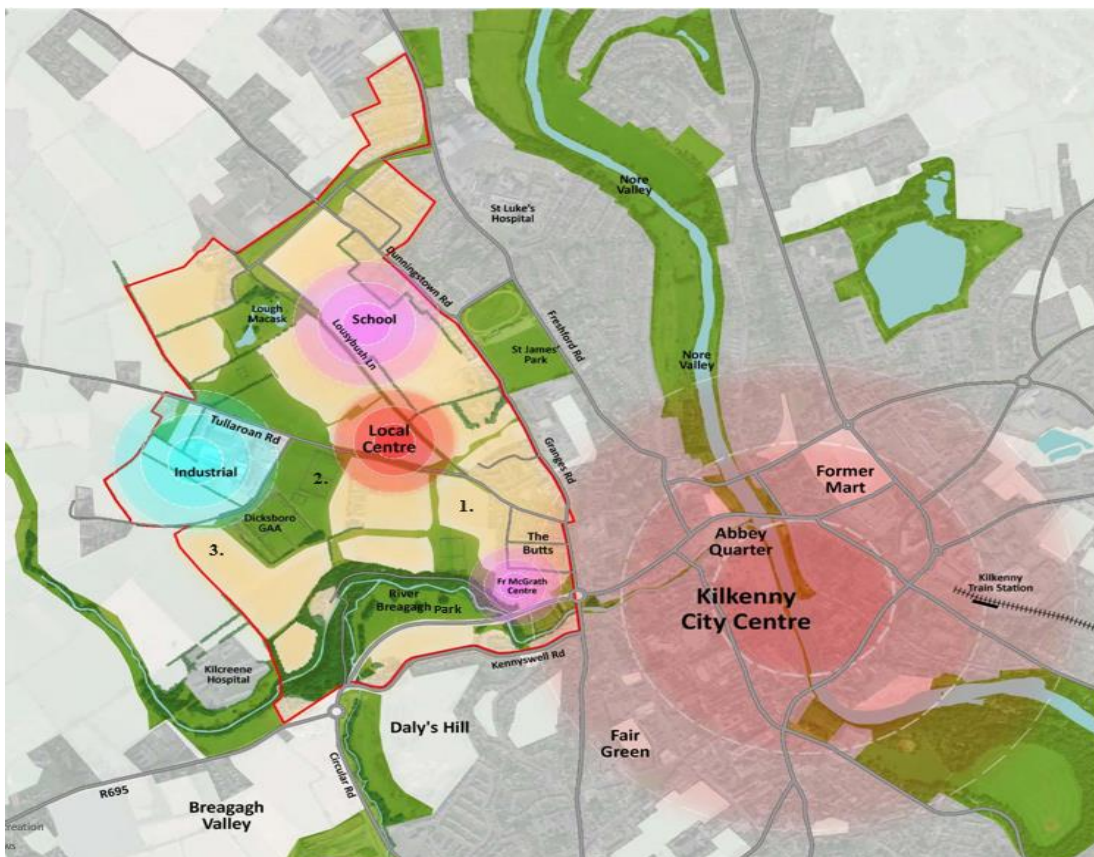 Nore
Valley
St Luke's
Hospital
Dunningstown Rd
Lough
Macask
School
Lousybush Ln
St James'
Park
Freshford Rd
Nore
Valley
Tullaroan Rd
Local
Centre
Industrial
Granges Rd
Former
Mart
2.
1.
Dicksboro
GAA
3.
The
Butts
Abbey
Quarter
Fr McGrath
Centre
Kilkenny
Train Station
River
Breagagh Park
Kilkenny
City Centre
Kennyswell Rd
Kilcreene
Hospital
Daly's Hill
Fair
Green
Circular Rd
R695
Breagagh
Valley
reation
ws